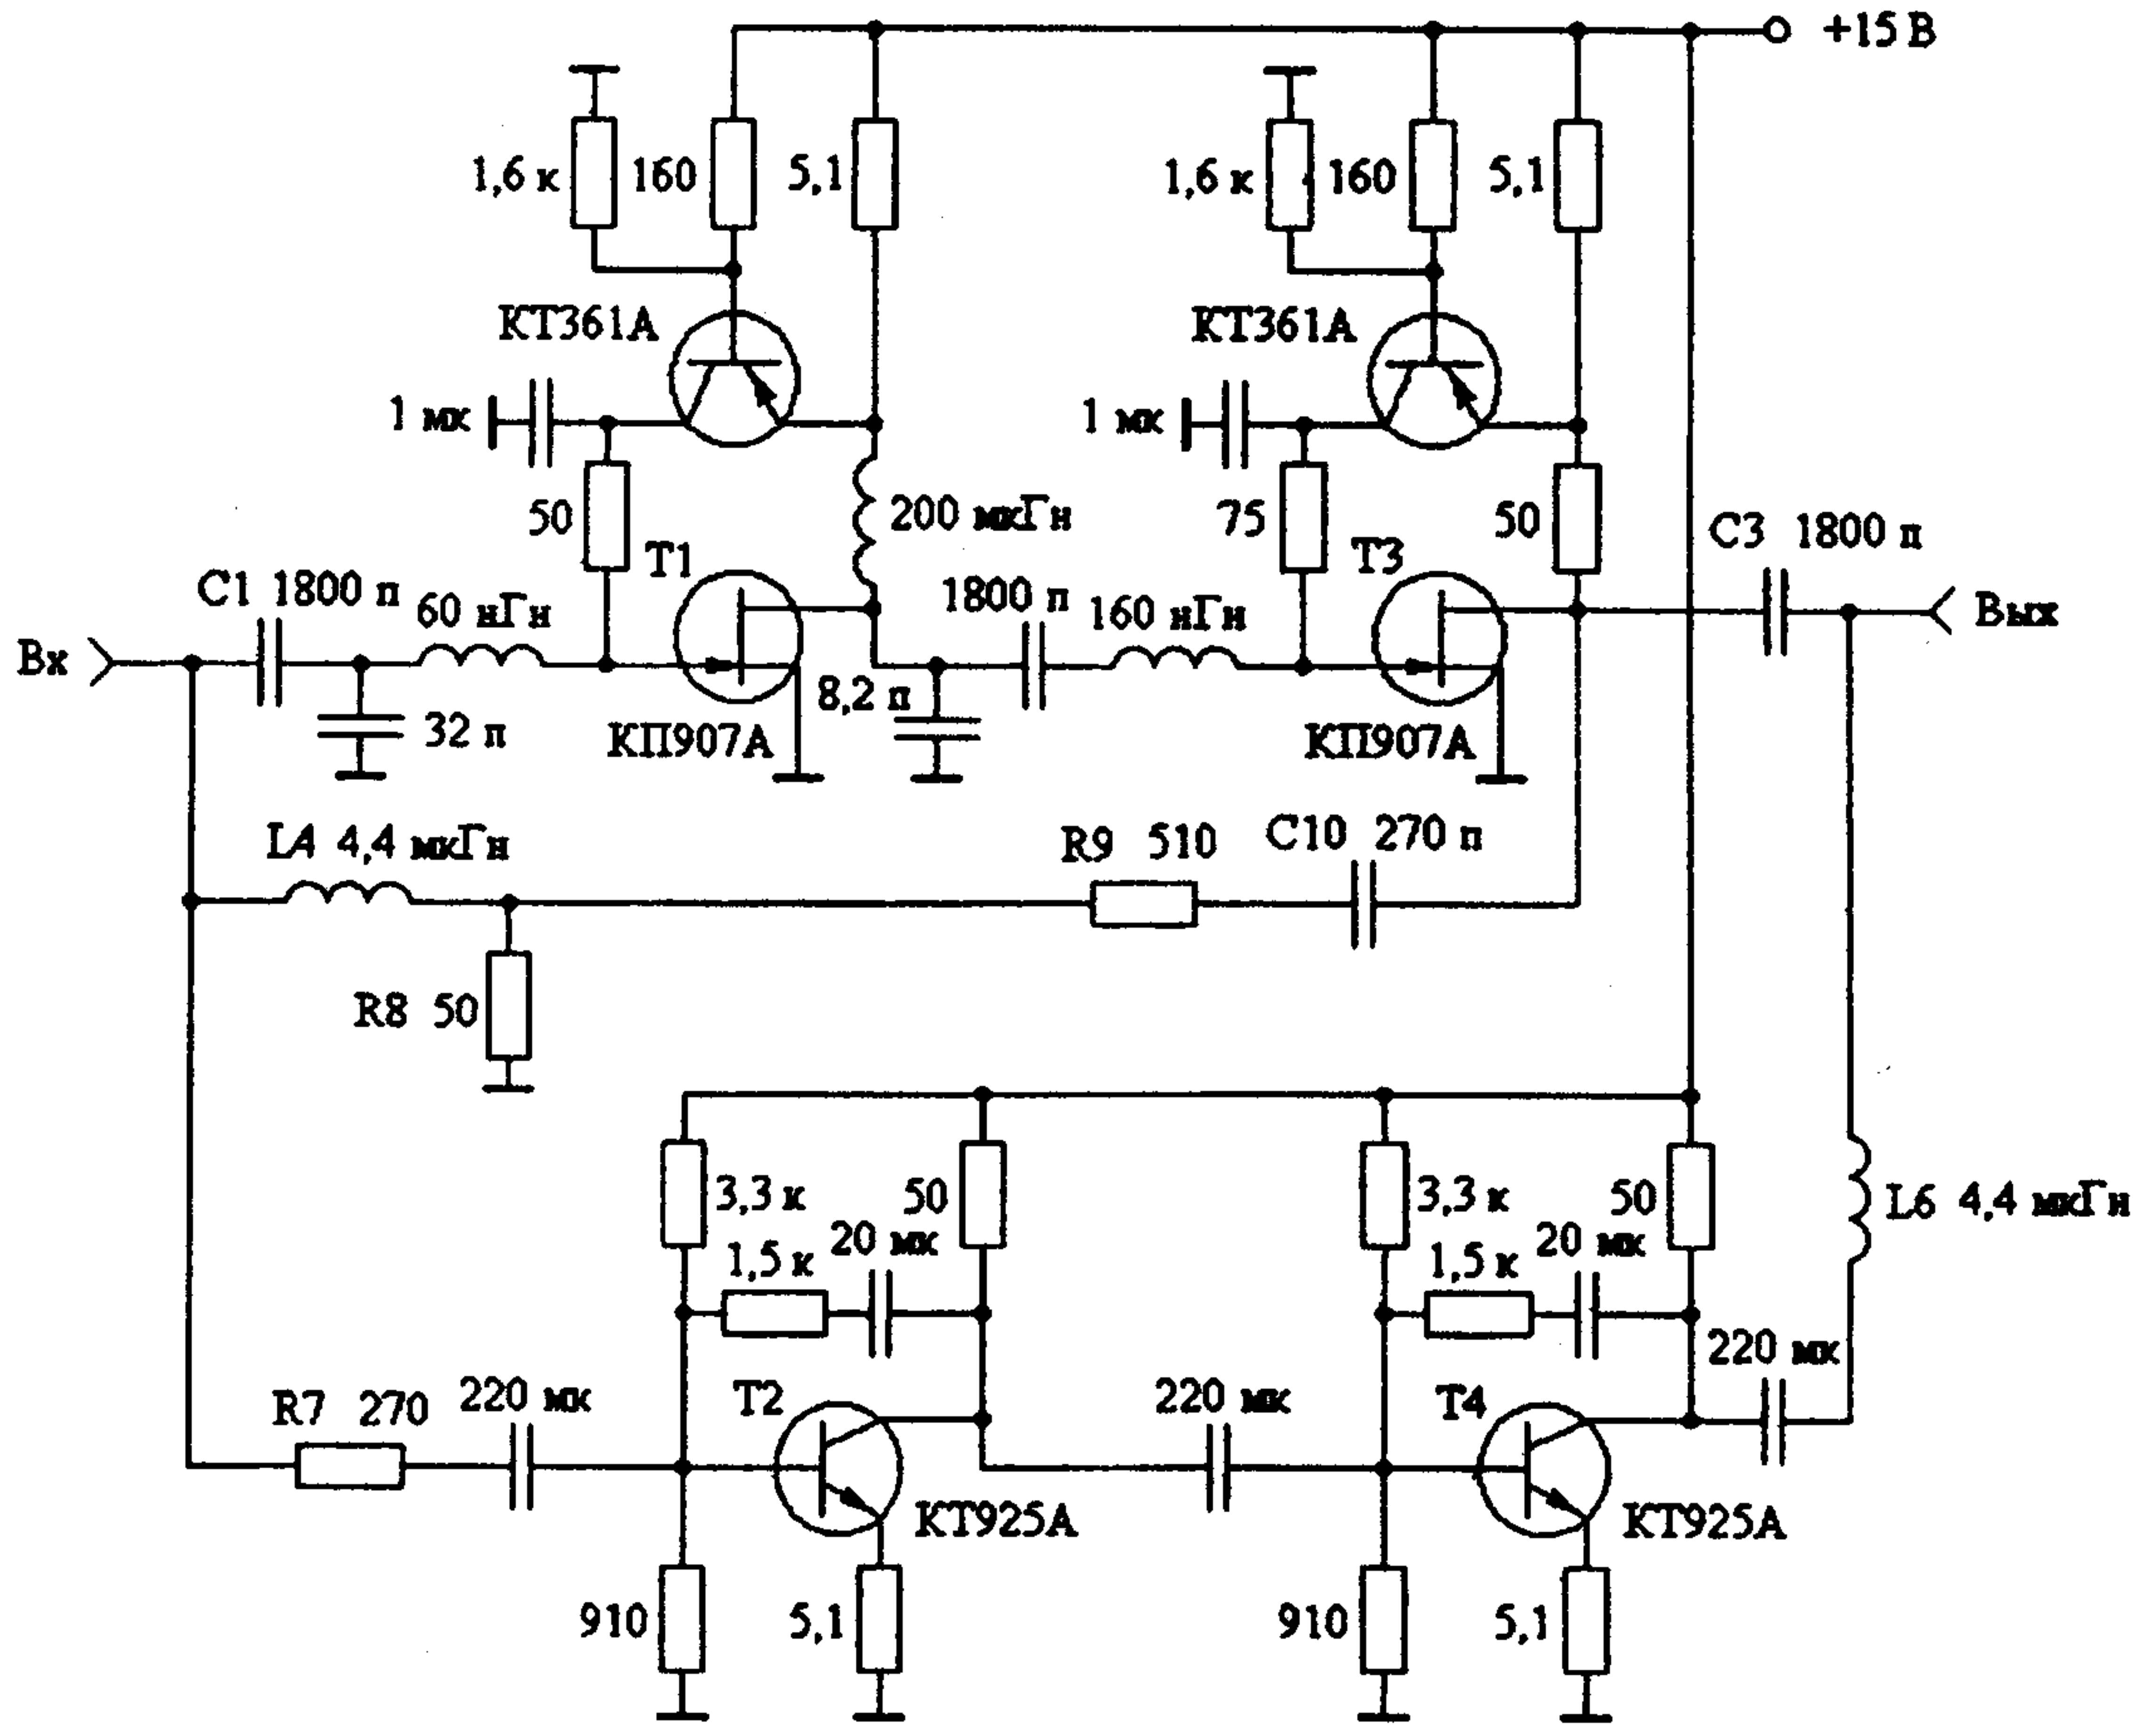 +15 В
1,6 к
160
5,1
1,6 к
160
5,1
КТ361А
КТ361А
1 мк
1 мк
50
200 мкГн
75
50
С3 1800 п
Т1
Т3
С1 1800 п
60 нГн
1800 п
160 нГн
Вх
Вых
32 п
КП907А
8,2 п
КП907А
L4 4,4 мкГн
R9 510
С10 270 п
R8 50
3,3 к
50
3,3 к
50
L6 4,4 мкГн
1,5 к
20 мк
1,5 к
20 мк
220 мк
R7 270
220 мк
Т2
220 мк
Т4
КТ925А
КТ925А
910
5,1
910
5,1